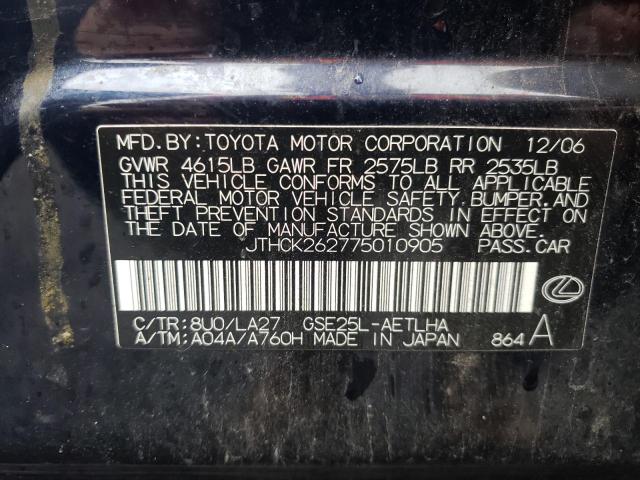 MFD. BY: TOYOTA MOTOR CORPORATION 12/06
GVWR 4615LB GAWR FR 2575LB RR 2535LB
THIS VEHICLE CONFORMS TO ALL APPLICABLE
FEDERAL MOTOR VEHICLE SAFETY, BUMPER, AND
THEFT PREVENTION STANDARDS IN EFFECT ON
THE DATE OF MANUFACTURE SHOWN ABOVE.
JTHCK262775010905 PASS. CAR
C/TR: 8U0/LA27 GSE25L-AETLHA
A/TM: A04A/A760H MADE IN JAPAN 864 A